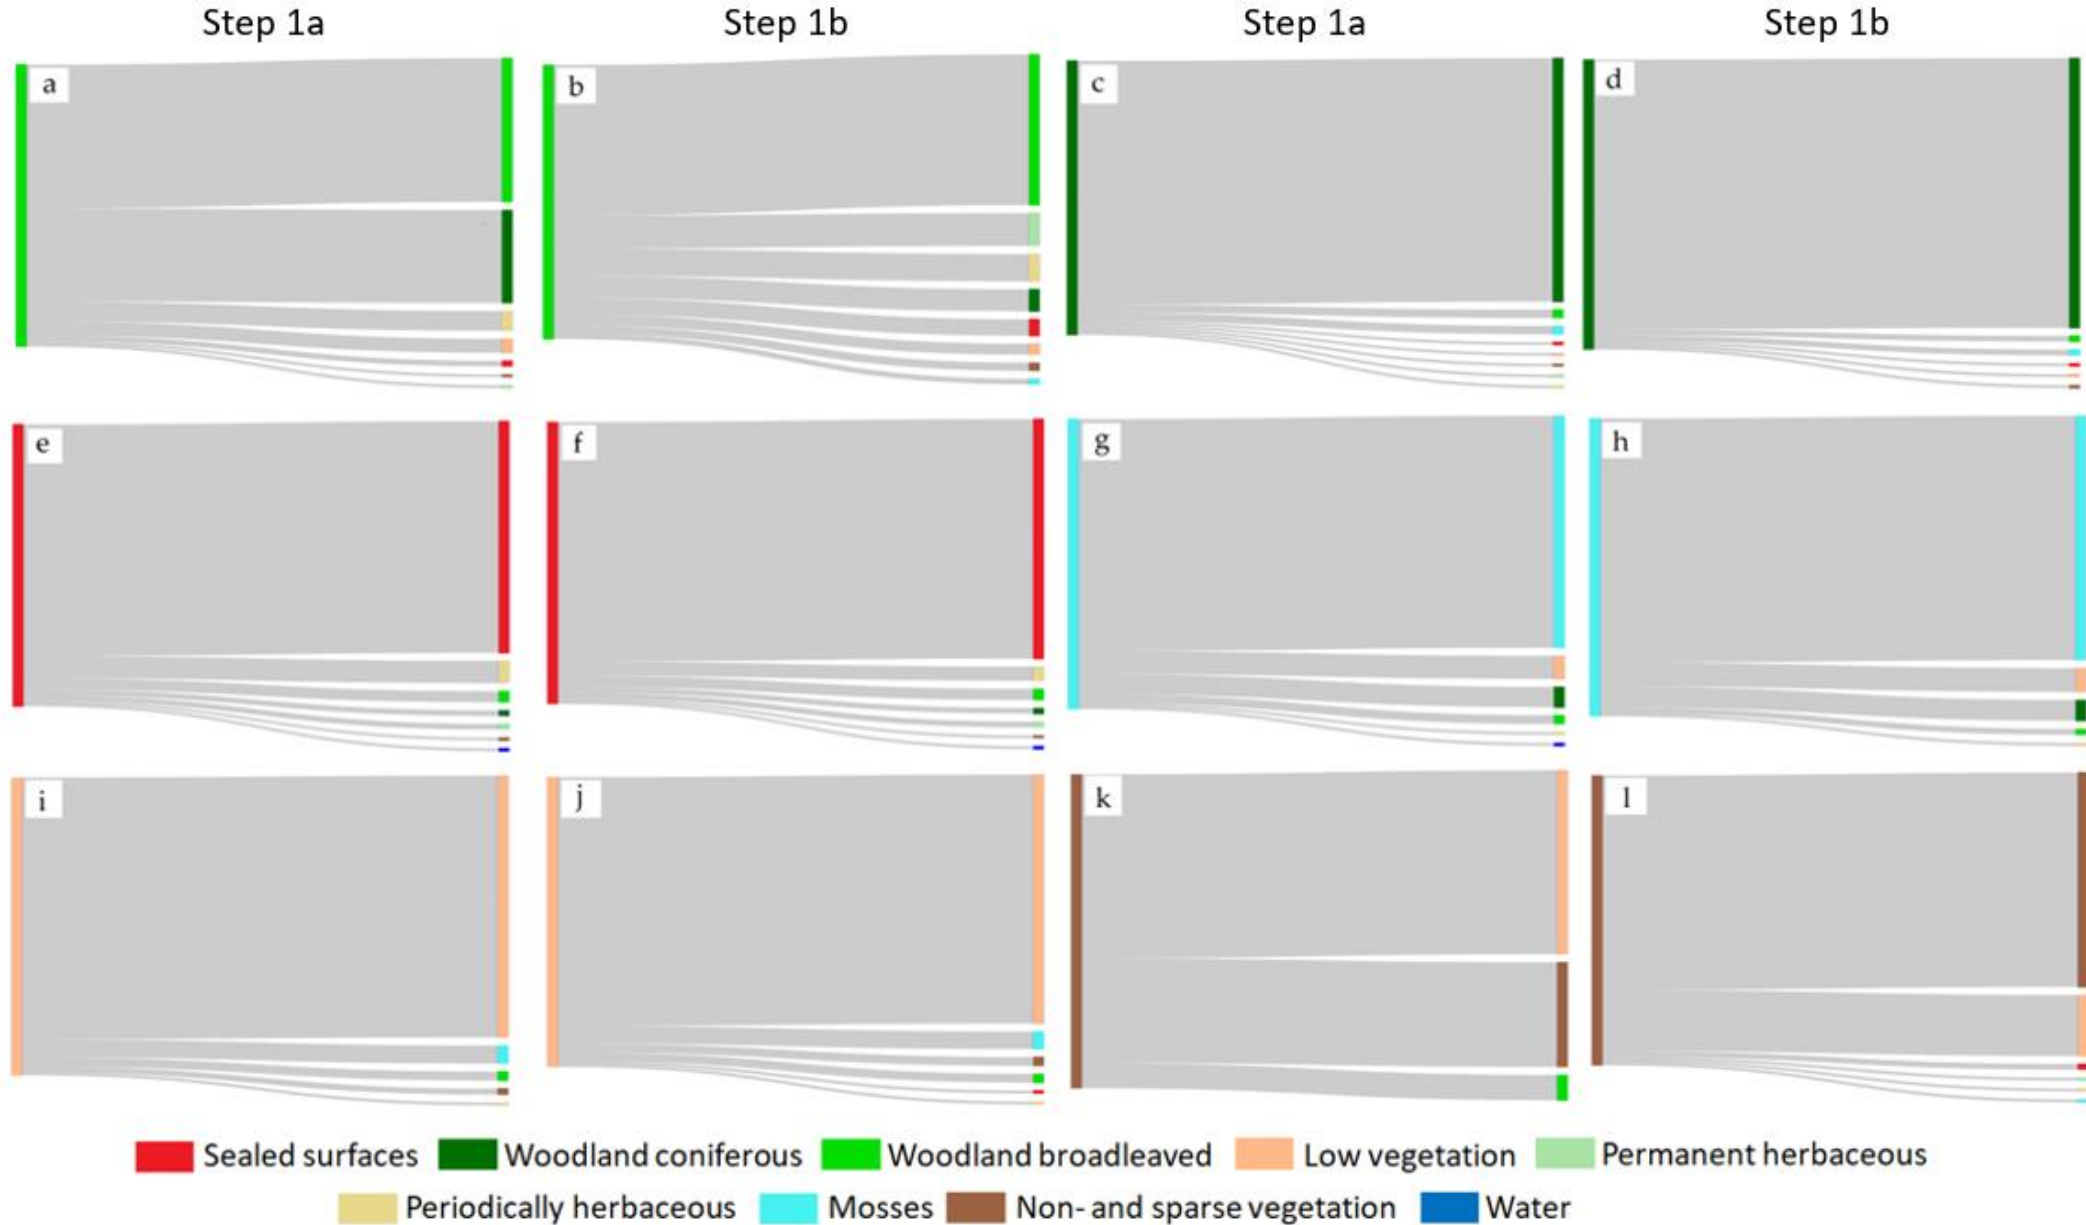 Step 1a Step 1b Step 1a Step 1b
a b c d
e f g h
i j k l
Sealed surfaces Woodland coniferous Woodland broadleaved Low vegetation Permanent herbaceous
Periodically herbaceous Mosses Non- and sparse vegetation Water